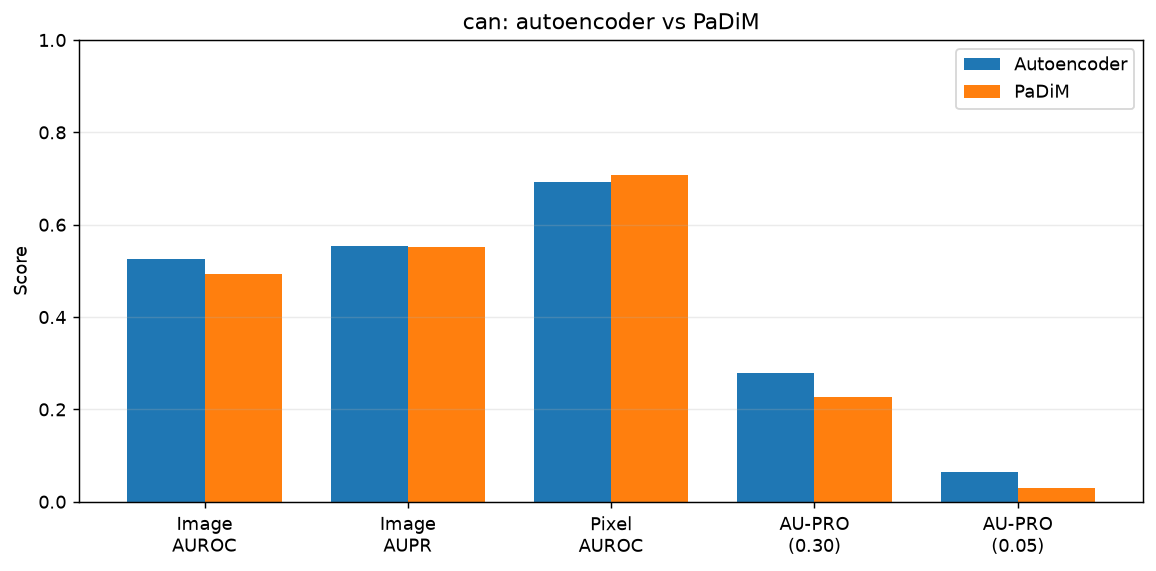 can: autoencoder vs PaDiM
Autoencoder
PaDiM
Score
1.0
0.8
0.6
0.4
0.2
0.0
Image
AUROC
Image
AUPR
Pixel
AUROC
AU-PRO
(0.30)
AU-PRO
(0.05)